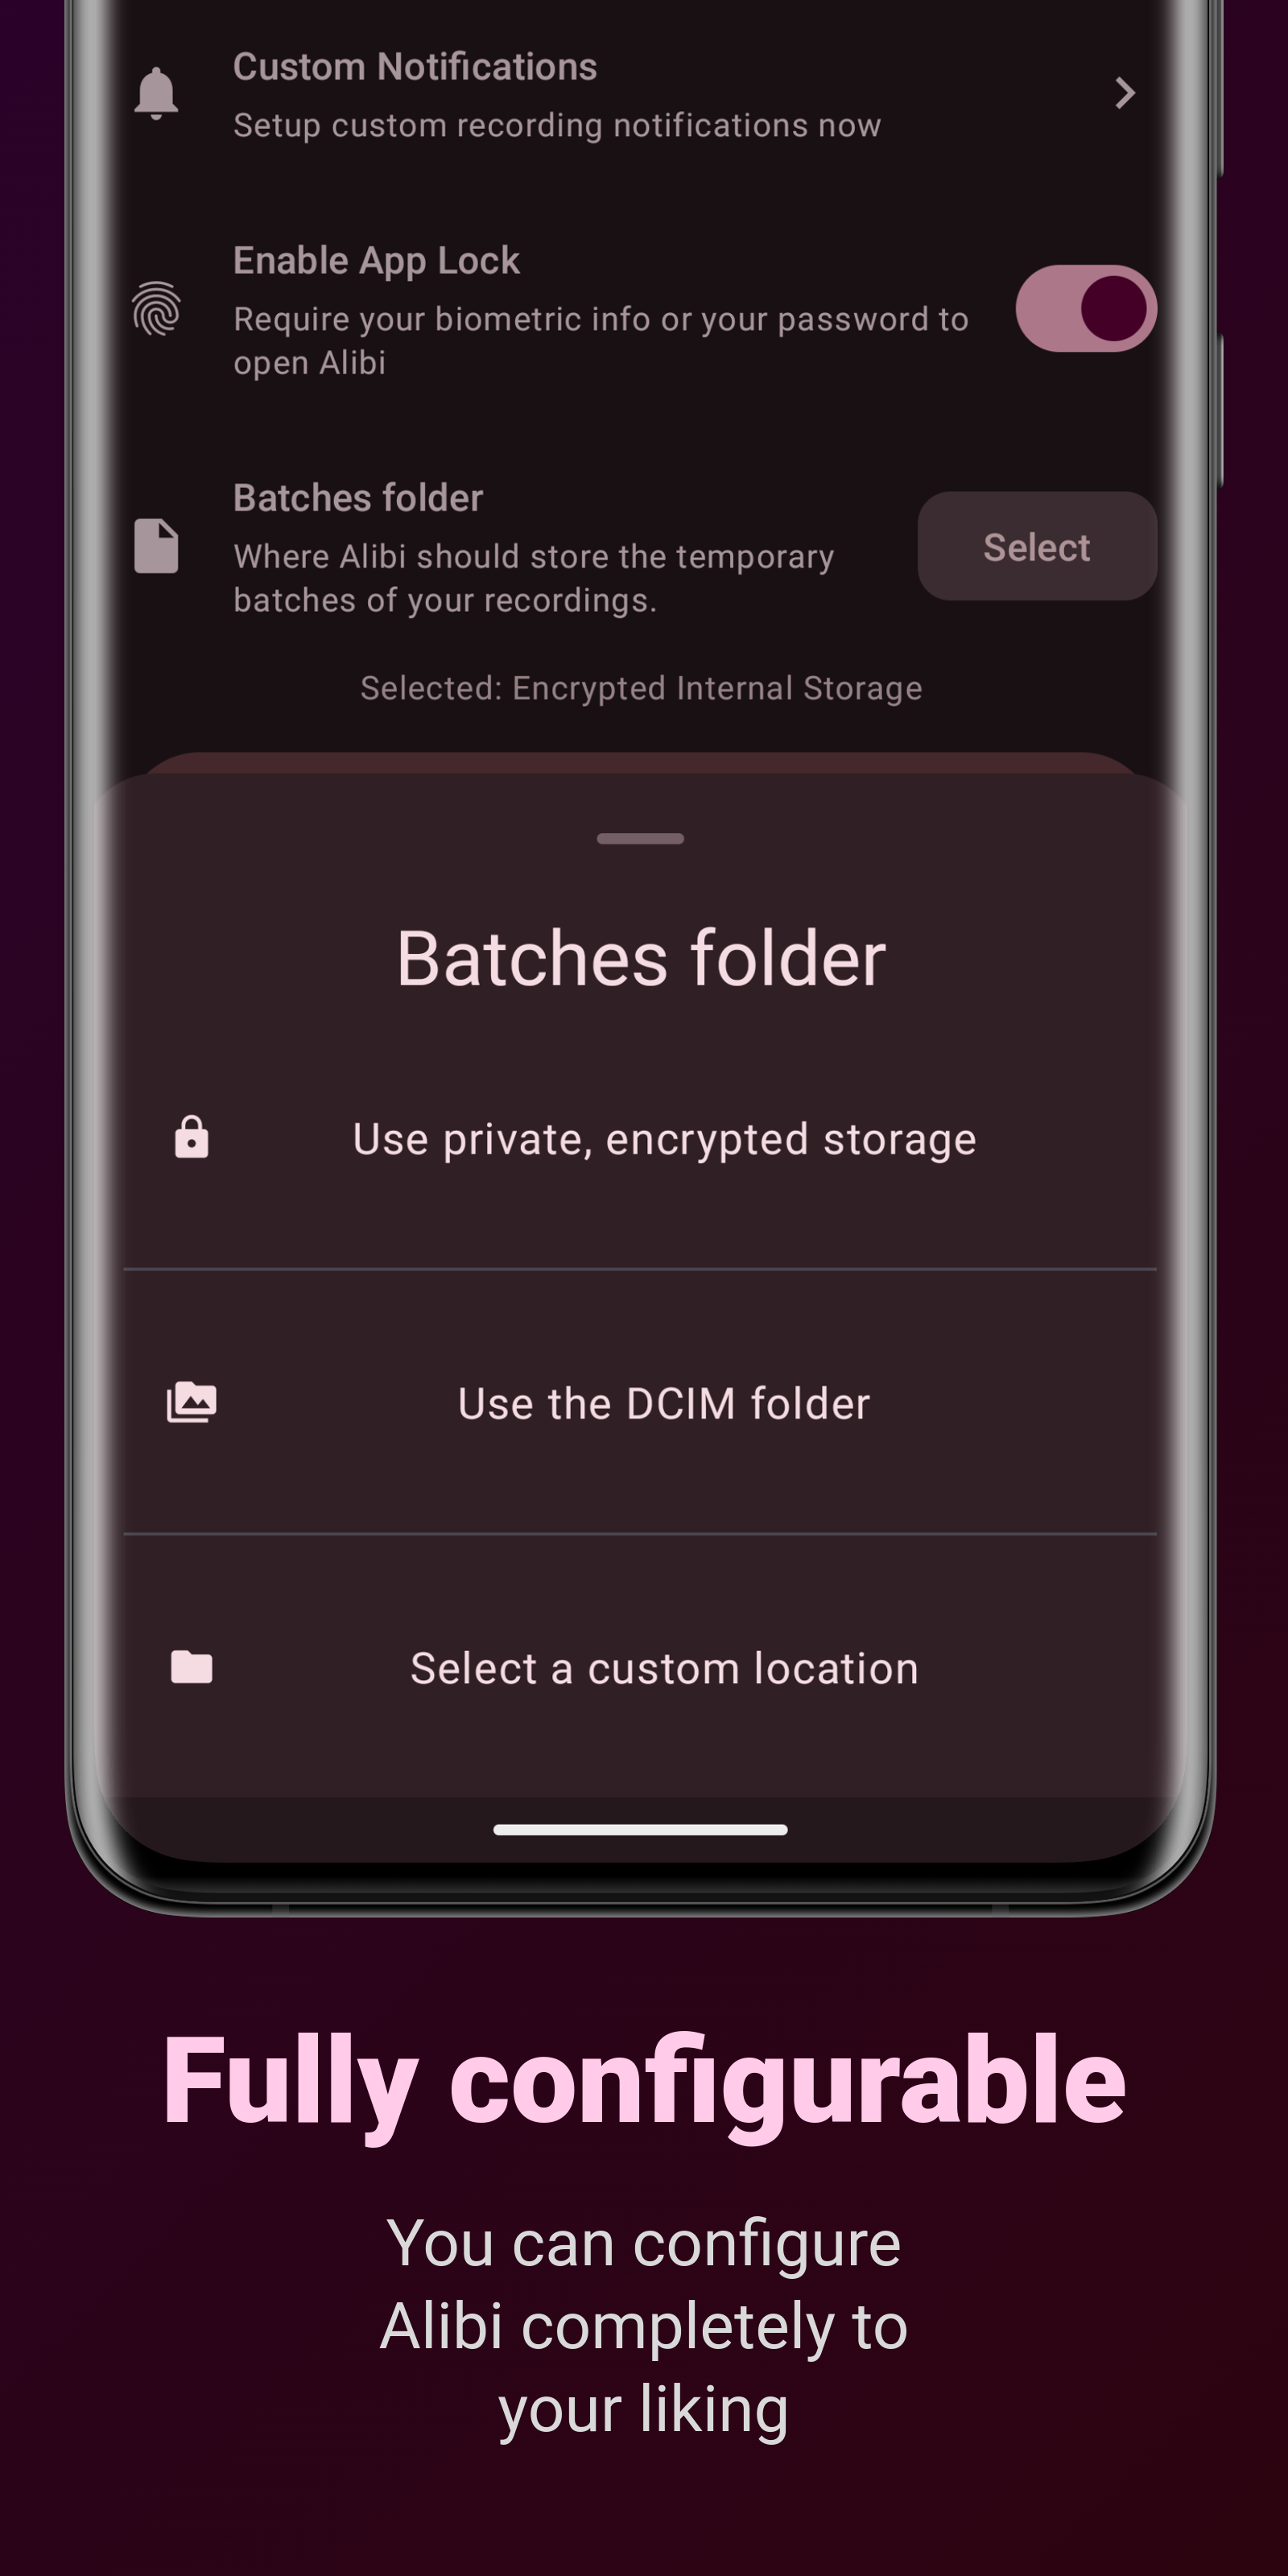 Custom Notifications
Setup custom recording notifications now
Enable App Lock
Require your biometric info or your password to
open Alibi
Batches folder
Where Alibi should store the temporary
batches of your recordings.
Select
Selected: Encrypted Internal Storage
Batches folder
Use private, encrypted storage
Use the DCIM folder
Select a custom location
Fully configurable
You can configure
Alibi completely to
your liking